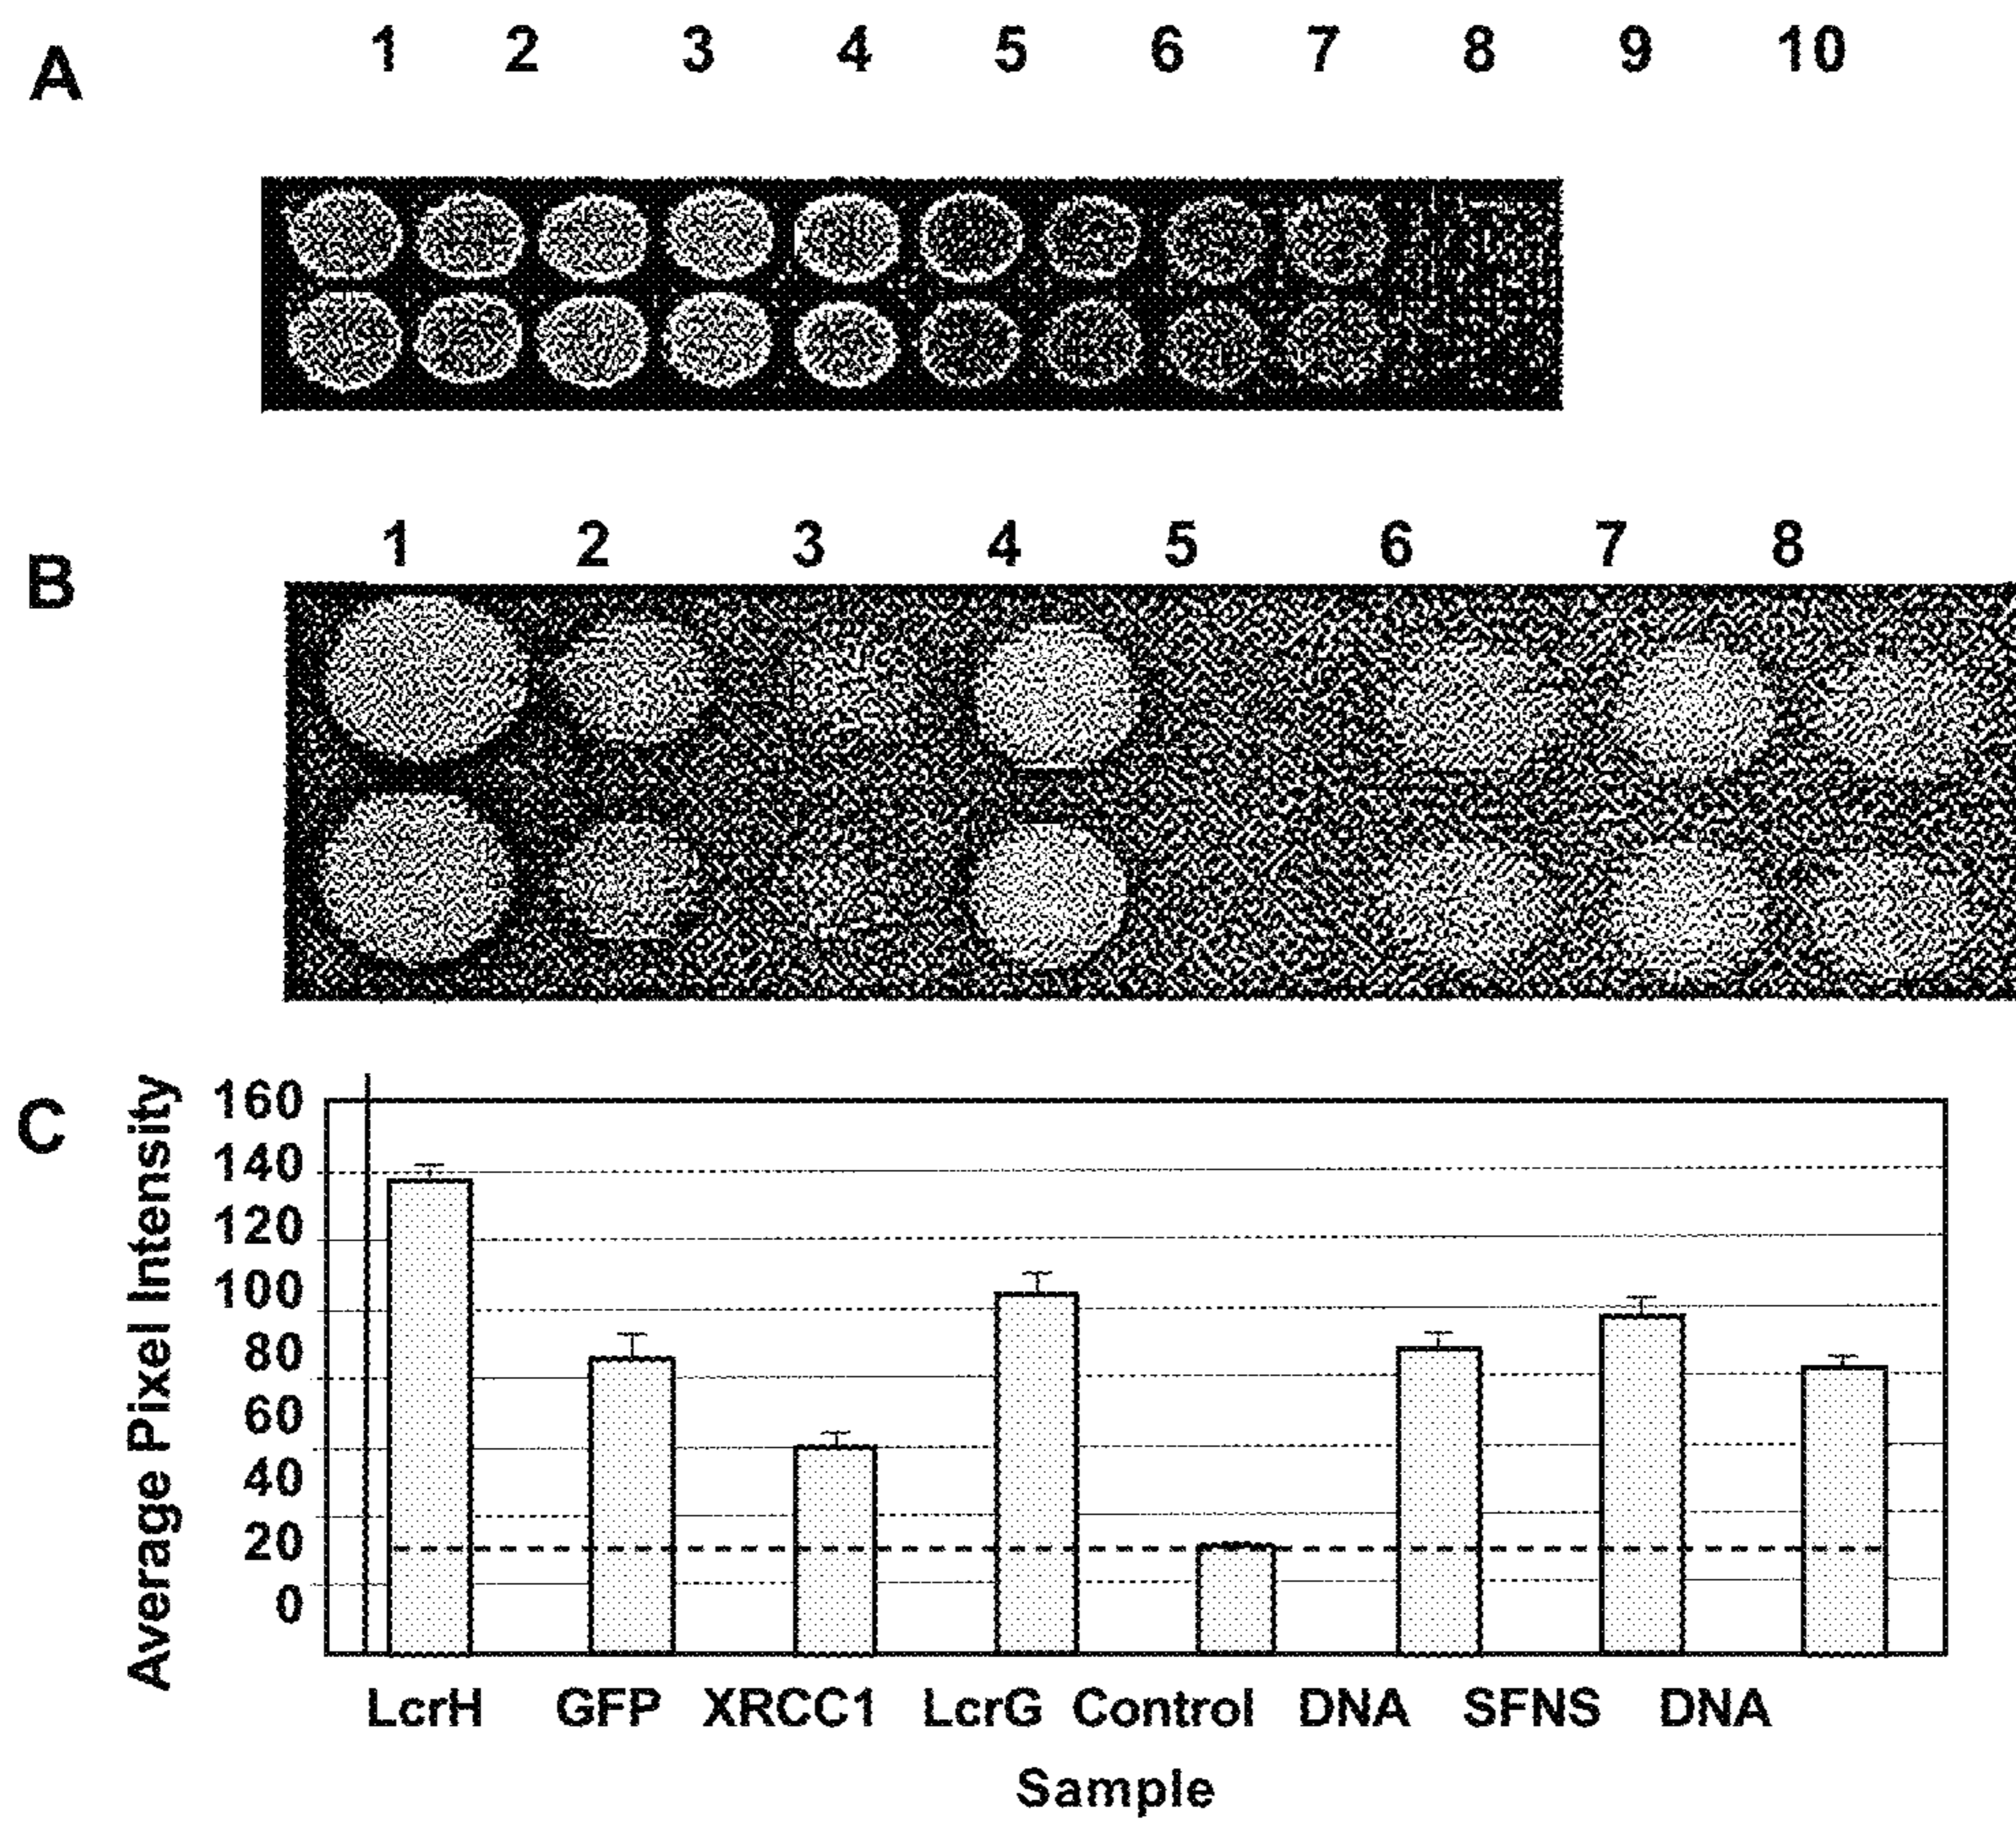 A 1 2 3 4 5 6 7 8 9 10
B 1 2 3 4 5 6 7 8
C
Average Pixel Intensity
160
140
120
100
80
60
40
20
0
LcrH GFP XRCC1 LcrG Control DNA SFNS DNA
Sample